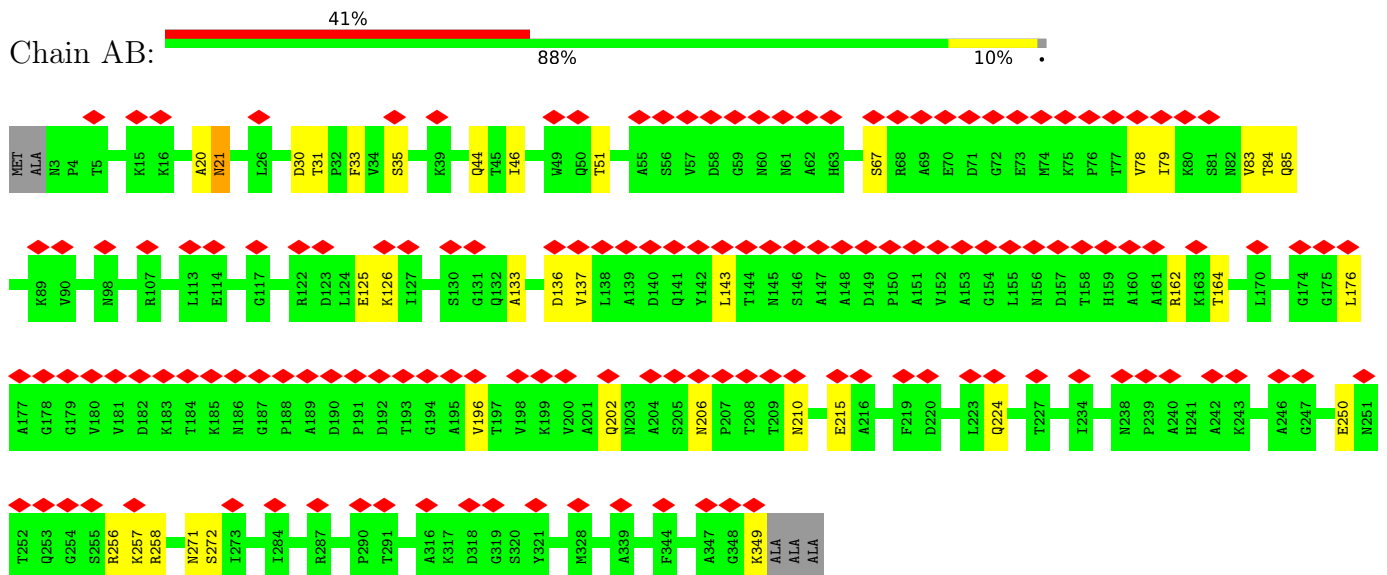 41%
Chain AB:
88% 10% •
MET ALA N3 P4 T5 K15 K16 A20 N21 L26 D30 T31 P32 F33 V34 S35 K39 Q44 T45 I46 W49 Q50 T51 A55 S56 V57 D58 G59 N60 N61 A62 H63 S67 R68 A69 E70 D71 G72 E73 M74 K75 P76 T77 V78 I79 K80 S81 N82 V83 T84 Q85
K89 V90 N98 R107 L113 E114 G117 R122 D123 L124 E125 K126 I127 S130 G131 Q132 A133 D136 V137 L138 A139 D140 Q141 Y142 L143 T144 N145 S146 A147 A148 D149 P150 A151 V152 A153 G154 L155 N156 D157 T158 H159 A160 A161 R162 K163 T164 L170 G174 G175 L176
A177 G178 G179 V180 V181 D182 K183 T184 K185 N186 G187 P188 A189 D190 P191 D192 T193 G194 A195 V196 T197 V198 K199 V200 A201 Q202 N203 A204 S205 N206 P207 T208 T209 N210 E215 A216 F219 D220 L223 Q224 T227 I234 N238 P239 A240 H241 A242 K243 A246 G247 E250 N251
T252 Q253 G254 S255 R256 K257 R258 N271 S272 I273 I284 R287 P290 T291 A316 K317 D318 G319 S320 Y321 M328 A339 F344 A347 G348 K349 ALA ALA ALA